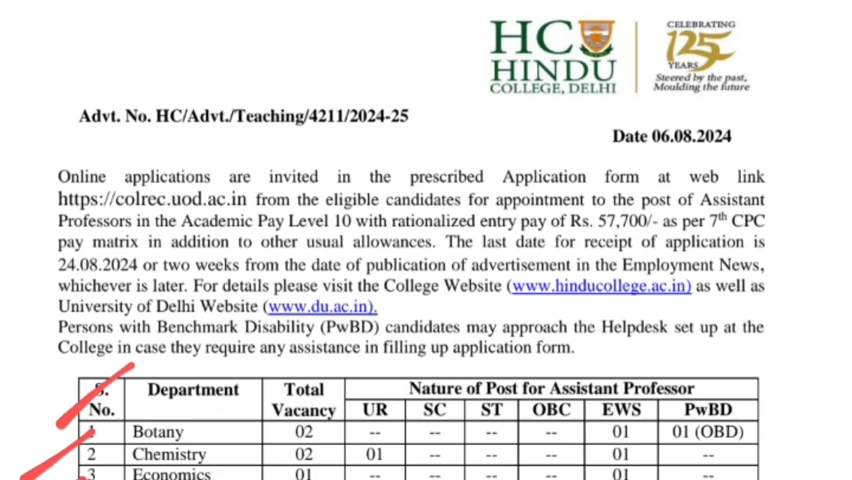 HC
HINDU
COLLEGE, DELHI
CELEBRATING
125
YEARS
Steered by the past,
Moulding the future
Advt. No. HC/Advt./Teaching/4211/2024-25
Date 06.08.2024
Online applications are invited in the prescribed Application form at web link
https://colrec.uod.ac.in from the eligible candidates for appointment to the post of Assistant
Professors in the Academic Pay Level 10 with rationalized entry pay of Rs. 57,700/- as per 7th CPC
pay matrix in addition to other usual allowances. The last date for receipt of application is
24.08.2024 or two weeks from the date of publication of advertisement in the Employment News,
whichever is later. For details please visit the College Website (www.hinducollege.ac.in) as well as
University of Delhi Website (www.du.ac.in).
Persons with Benchmark Disability (PwBD) candidates may approach the Helpdesk set up at the
College in case they require any assistance in filling up application form.
S. Department Total Nature of Post for Assistant Professor
No. Vacancy UR SC ST OBC EWS PwBD
1 Botany 02 -- -- -- -- 01 01 (OBD)
2 Chemistry 02 01 -- -- -- 01 --
3 Economics 01 -- -- -- -- 01 --